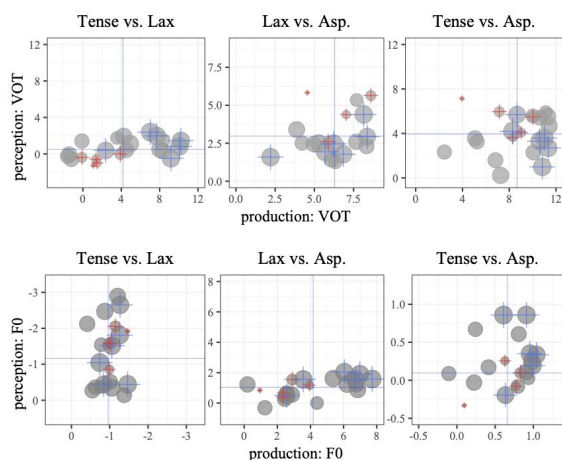 Tense vs. Lax Lax vs. Asp. Tense vs. Asp.
perception: VOT
12 8 4 0
0 4 8 12
7.5 5.0 2.5 0.0
0.0 2.5 5.0 7.5
12 8 4 0
0 4 8 12
production: VOT
Tense vs. Lax Lax vs. Asp. Tense vs. Asp.
perception: F0
-3 -2 -1 0
0 -1 -2 -3
8 6 4 2 0
0 2 4 6 8
1.0 0.5 0.0 -0.5
-0.5 0.0 0.5 1.0
production: F0